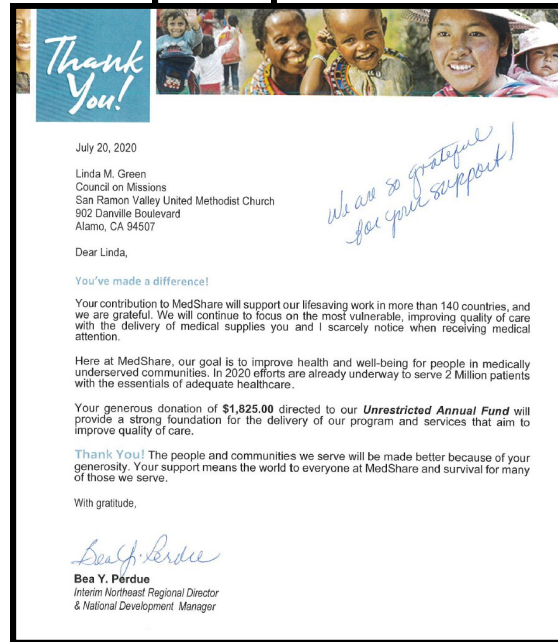 Thank
You!
July 20, 2020
Linda M. Green
Council on Missions
San Ramon Valley United Methodist Church
902 Danville Boulevard
Alamo, CA 94507
We are so grateful
for your support!
Dear Linda,
You've made a difference!
Your contribution to MedShare will support our lifesaving work in more than 140 countries, and
we are grateful. We will continue to focus on the most vulnerable, improving quality of care
with the delivery of medical supplies you and I scarcely notice when receiving medical
attention.
Here at MedShare, our goal is to improve health and well-being for people in medically
underserved communities. In 2020 efforts are already underway to serve 2 Million patients
with the essentials of adequate healthcare.
Your generous donation of $1,825.00 directed to our Unrestricted Annual Fund will
provide a strong foundation for the delivery of our program and services that aim to
improve quality of care.
Thank You! The people and communities we serve will be made better because of your
generosity. Your support means the world to everyone at MedShare and survival for many
of those we serve.
With gratitude,
Bea Y. Perdue
Bea Y. Perdue
Interim Northeast Regional Director
& National Development Manager